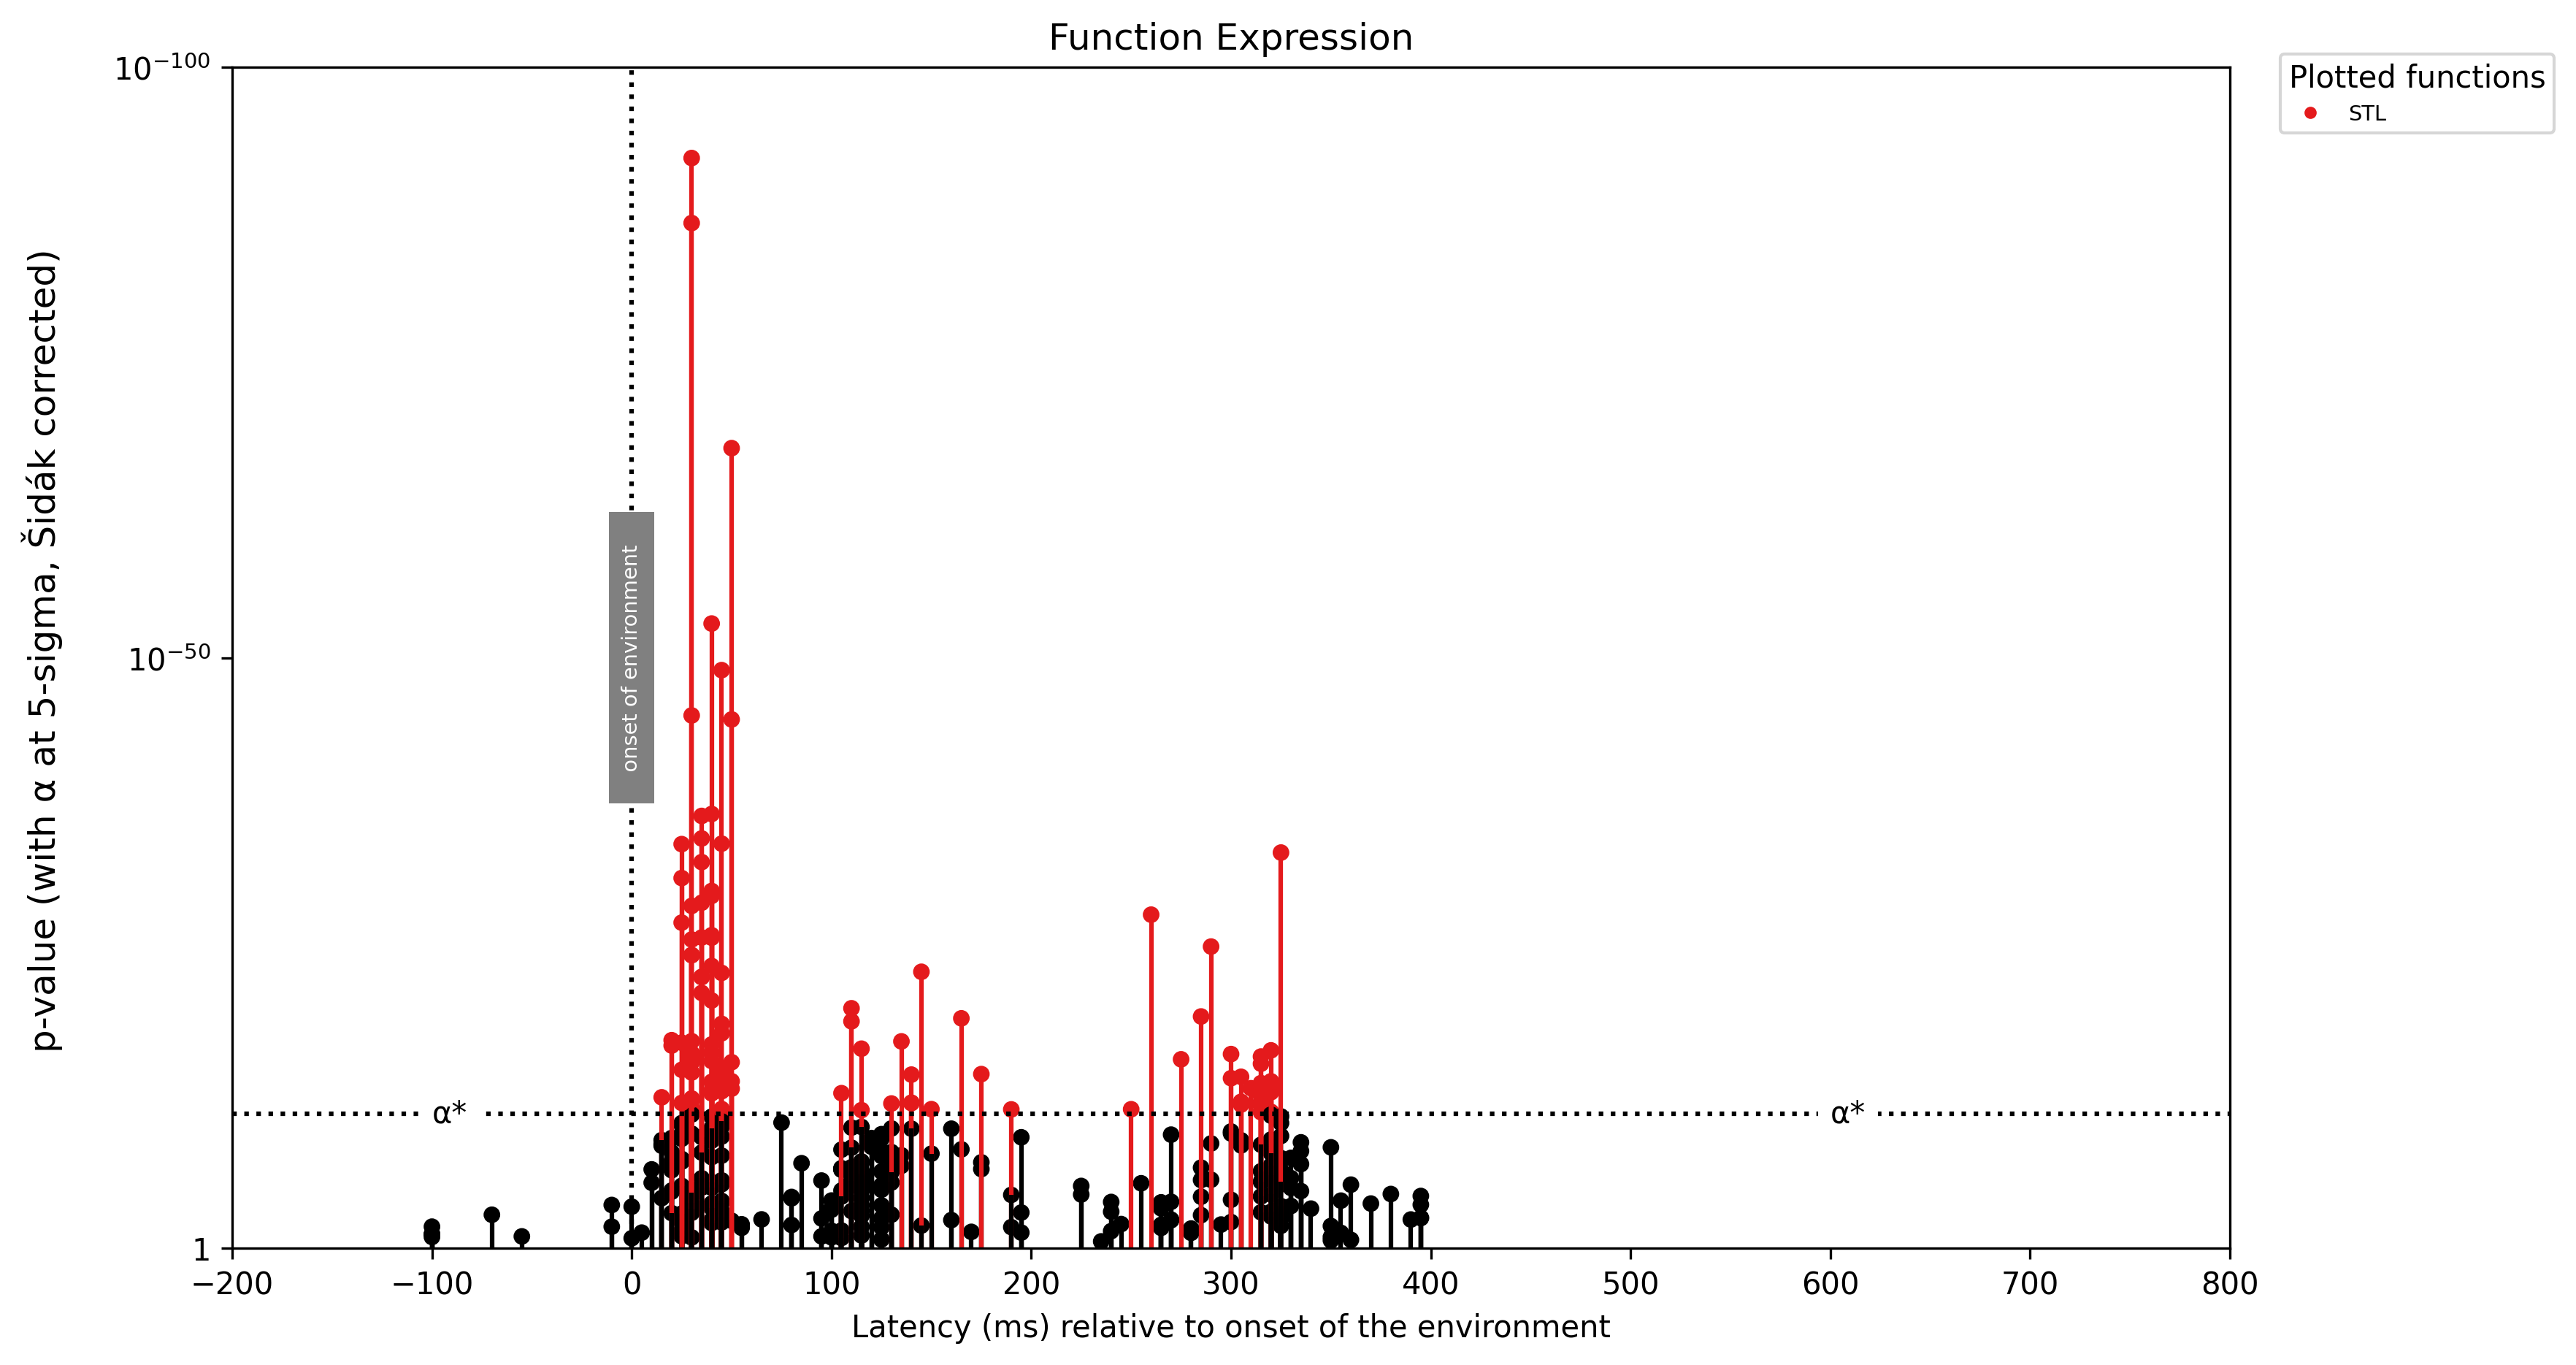 Function Expression
Plotted functions
STL
p-value (with α at 5-sigma, Šidák corrected)
10⁻¹⁰⁰
10⁻⁵⁰
1
onset of environment
α*
α*
−200 −100 0 100 200 300 400 500 600 700 800
Latency (ms) relative to onset of the environment